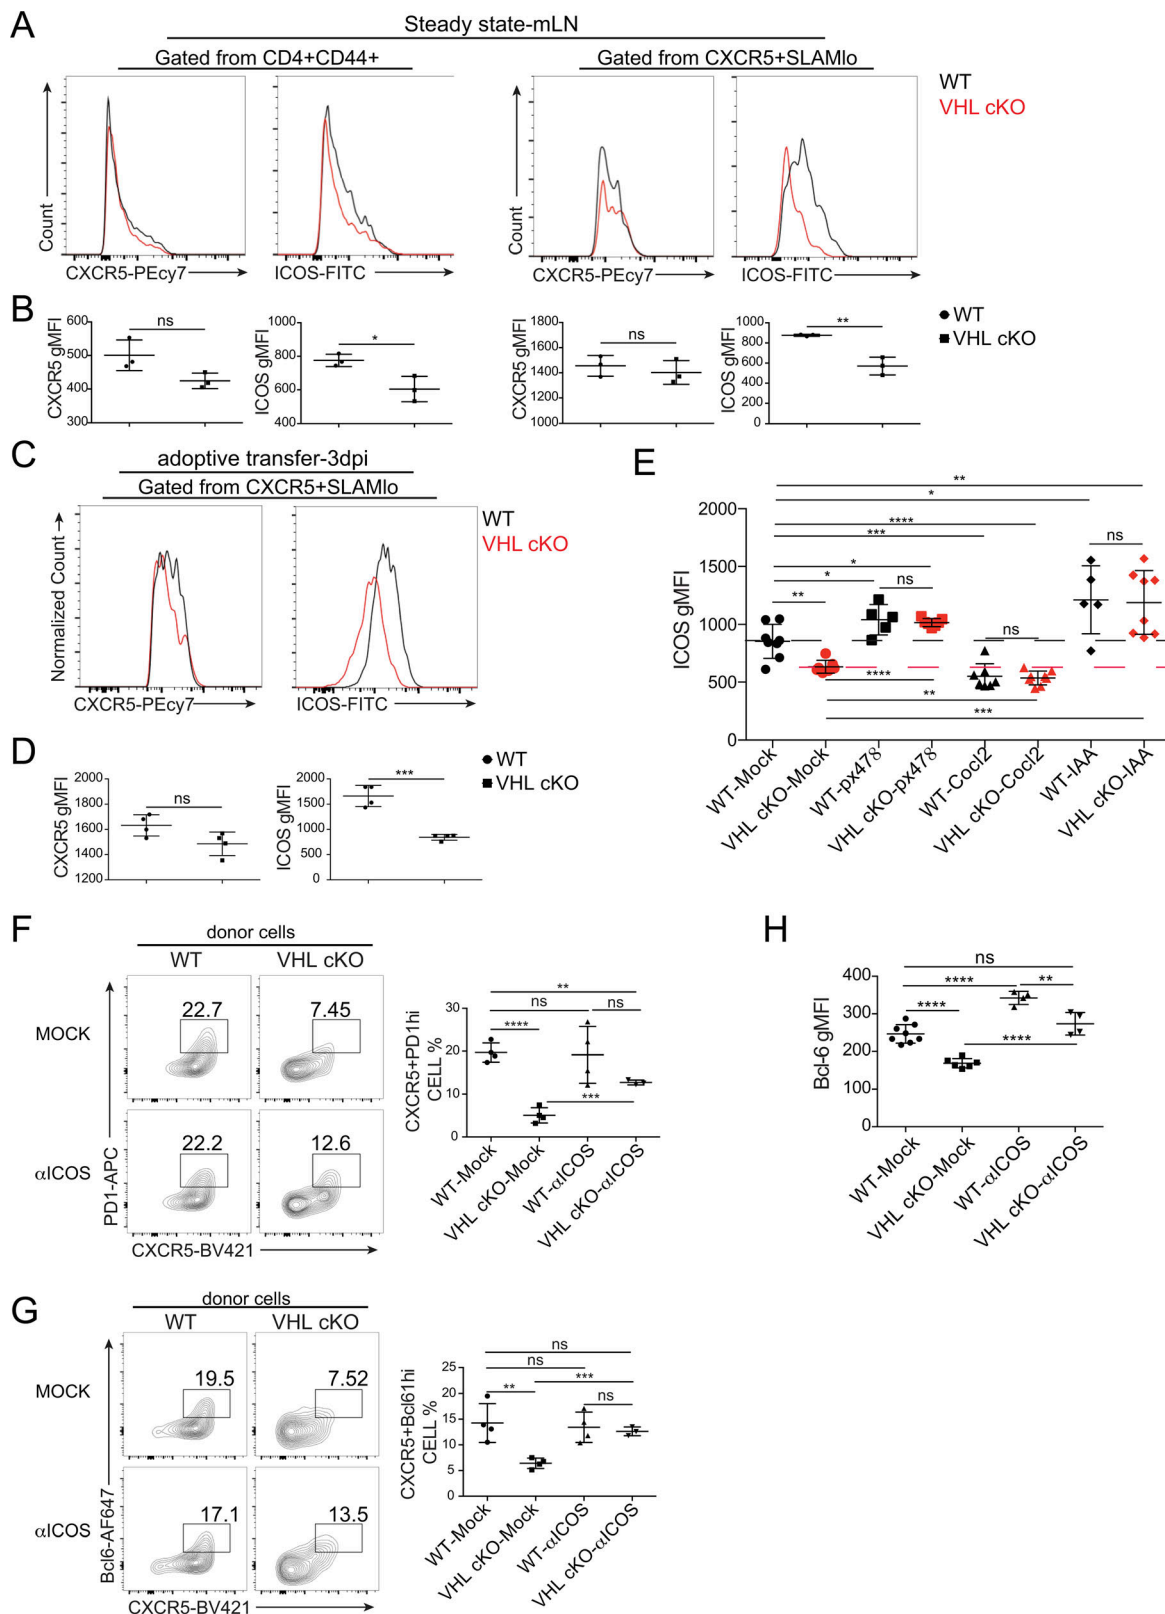 A
Steady state-mLN
Gated from CD4+CD44+
Gated from CXCR5+SLAMlo
WT
VHL cKO
Count
CXCR5-PEcy7
ICOS-FITC
Count
CXCR5-PEcy7
ICOS-FITC
B
CXCR5 gMFI
600
500
400
300
ns
ICOS gMFI
1000
800
600
400
*
CXCR5 gMFI
1800
1600
1400
1200
1000
ns
ICOS gMFI
1000
800
600
400
200
0
**
WT
VHL cKO
C
adoptive transfer-3dpi
Gated from CXCR5+SLAMlo
WT
VHL cKO
Normalized Count
CXCR5-PEcy7
ICOS-FITC
D
CXCR5 gMFI
2000
1800
1600
1400
1200
ns
ICOS gMFI
2000
1500
1000
500
0
***
WT
VHL cKO
E
ICOS gMFI
2000
1500
1000
500
0
**
*
****
***
*
*
ns
**
ns
ns
****
**
***
WT-Mock
VHL cKO-Mock
WT-px478
VHL cKO-px478
WT-Cocl2
VHL cKO-Cocl2
WT-IAA
VHL cKO-IAA
F
donor cells
WT
VHL cKO
MOCK
22.7
7.45
αICOS
22.2
12.6
PD1-APC
CXCR5-BV421
CXCR5+PD1hi
CELL %
30
20
10
0
**
ns
ns
****
***
WT-Mock
VHL cKO-Mock
WT-αICOS
VHL cKO-αICOS
H
Bcl-6 gMFI
400
300
200
100
0
ns
****
**
****
****
WT-Mock
VHL cKO-Mock
WT-αICOS
VHL cKO-αICOS
G
donor cells
WT
VHL cKO
MOCK
19.5
7.52
αICOS
17.1
13.5
Bcl6-AF647
CXCR5-BV421
CXCR5+Bcl61hi
CELL %
25
20
15
10
5
0
ns
ns
**
***
ns
WT-Mock
VHL cKO-Mock
WT-αICOS
VHL cKO-αICOS